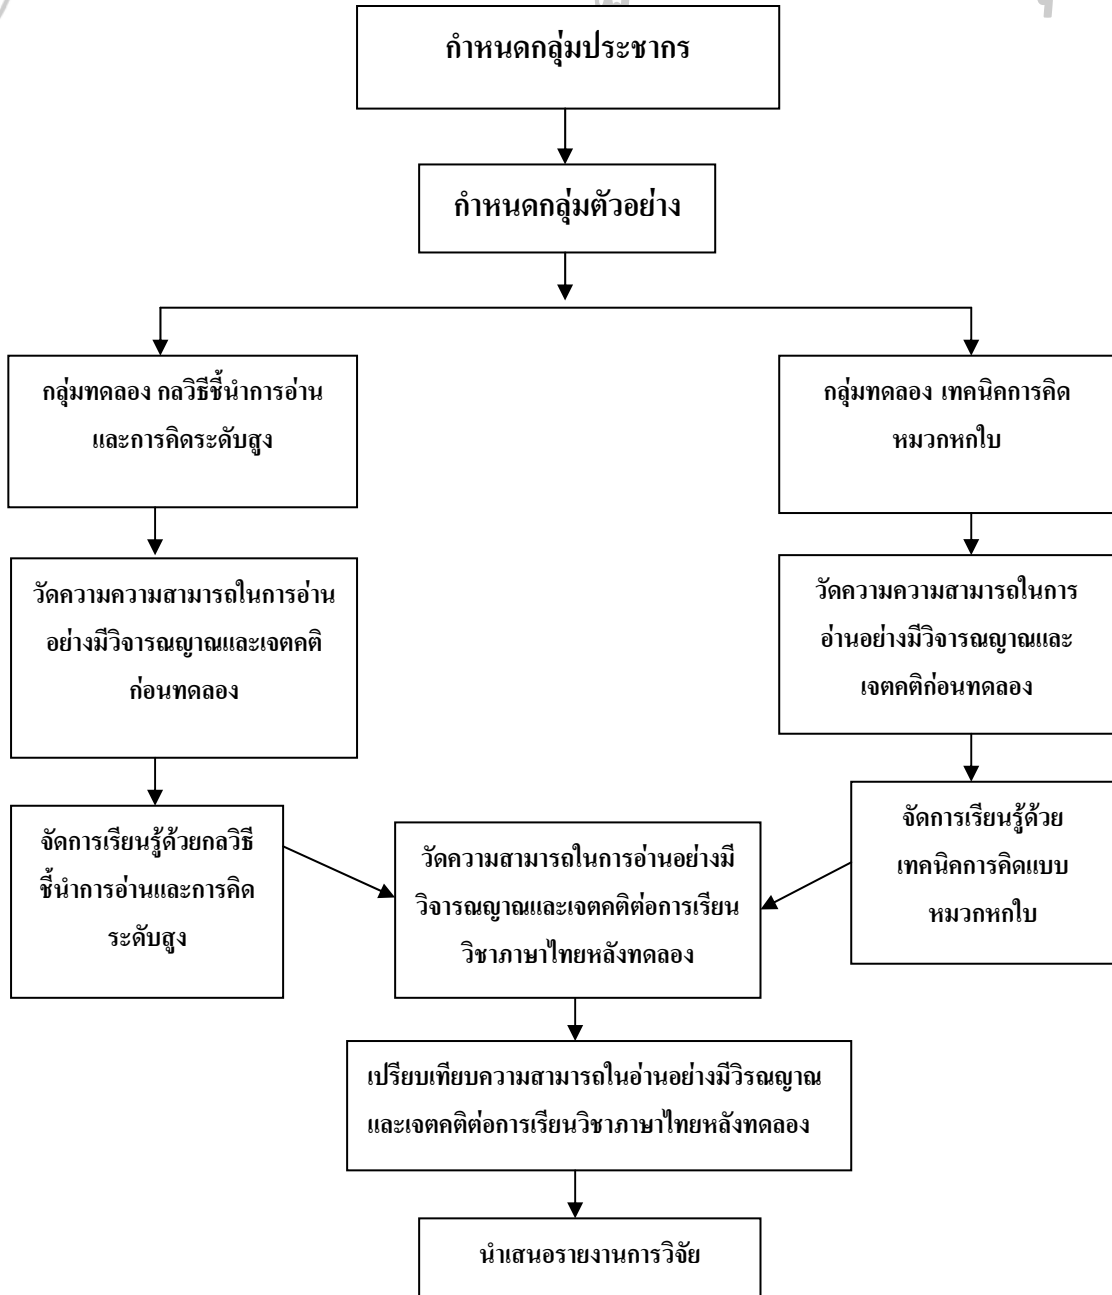 กำหนดกลุ่มประชากร
กำหนดกลุ่มตัวอย่าง
กลุ่มทดลอง กลวิธีชี้นำการอ่าน
และการคิดระดับสูง
กลุ่มทดลอง เทคนิคการคิด
หมวกหกใบ
วัดความความสามารถในการอ่าน
อย่างมีวิจารณญาณและเจตคติ
ก่อนทดลอง
วัดความความสามารถในการ
อ่านอย่างมีวิจารณญาณและ
เจตคติก่อนทดลอง
จัดการเรียนรู้ด้วยกลวิธี
ชี้นำการอ่านและการคิด
ระดับสูง
วัดความสามารถในการอ่านอย่างมี
วิจารณญาณและเจตคติต่อการเรียน
วิชาภาษาไทยหลังทดลอง
จัดการเรียนรู้ด้วย
เทคนิคการคิดแบบ
หมวกหกใบ
เปรียบเทียบความสามารถในอ่านอย่างมีวิรณญาณ
และเจตคติต่อการเรียนวิชาภาษาไทยหลังทดลอง
นำเสนอรายงานการวิจัย